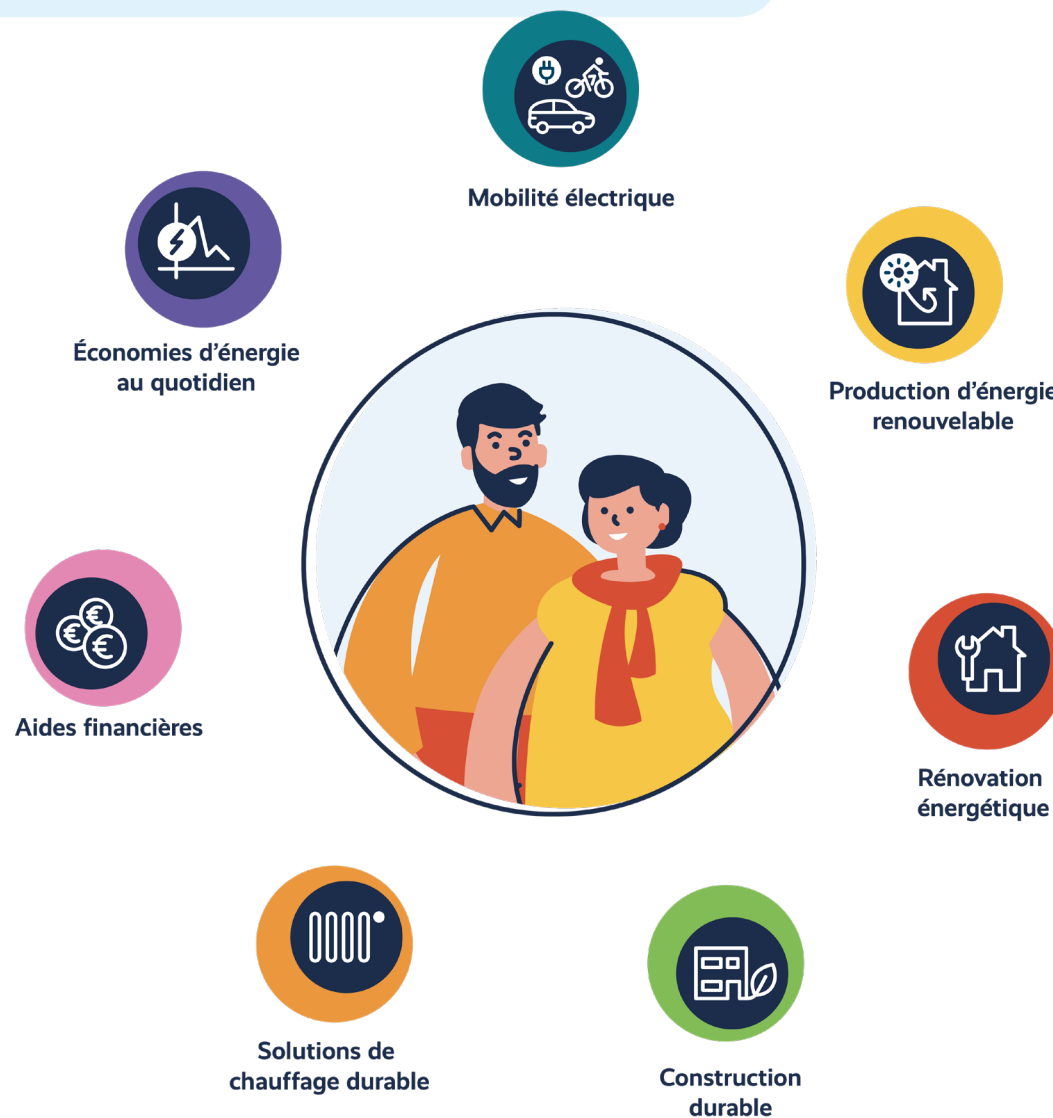 Mobilité électrique
Économies d’énergie
au quotidien
Production d’énergie
renouvelable
Aides financières
Rénovation
énergétique
Solutions de
chauffage durable
Construction
durable